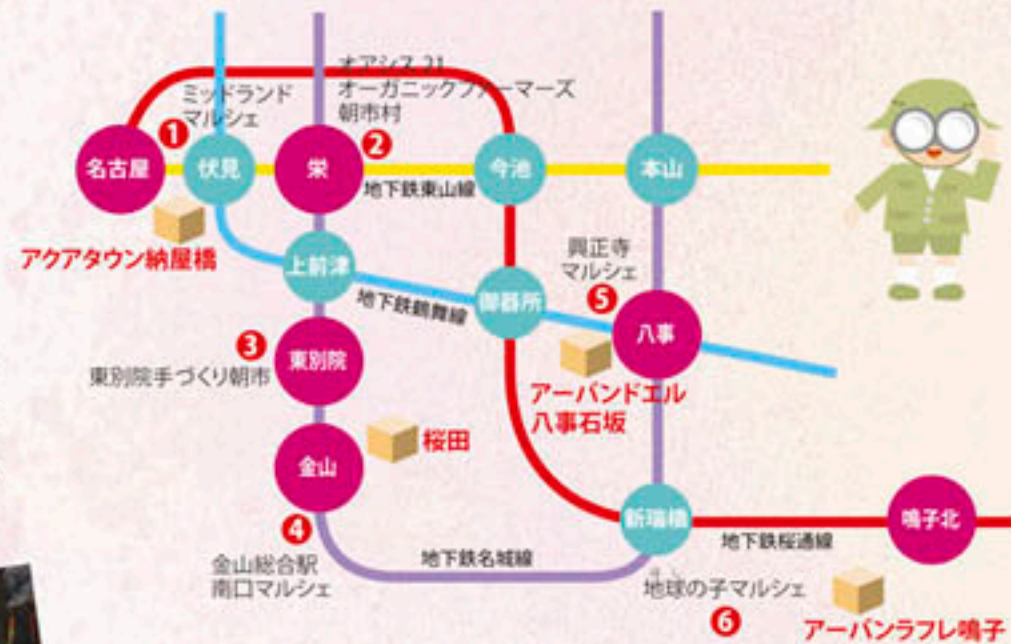 ミッドランド
マルシェ
❶
オアシス21
オーガニックファーマーズ
朝市村
❷
名古屋
伏見
栄
今池
本山
地下鉄東山線
アクアタウン納屋橋
上前津
地下鉄鶴舞線
御器所
興正寺
マルシェ
❺
八事
❸
東別院
東別院手づくり朝市
アーバンドエル
八事石坂
桜田
金山
❹
金山総合駅
南口マルシェ
地下鉄名城線
新瑞橋
地下鉄桜通線
鳴子北
地球の子マルシェ
❻
アーバンラフレ鳴子